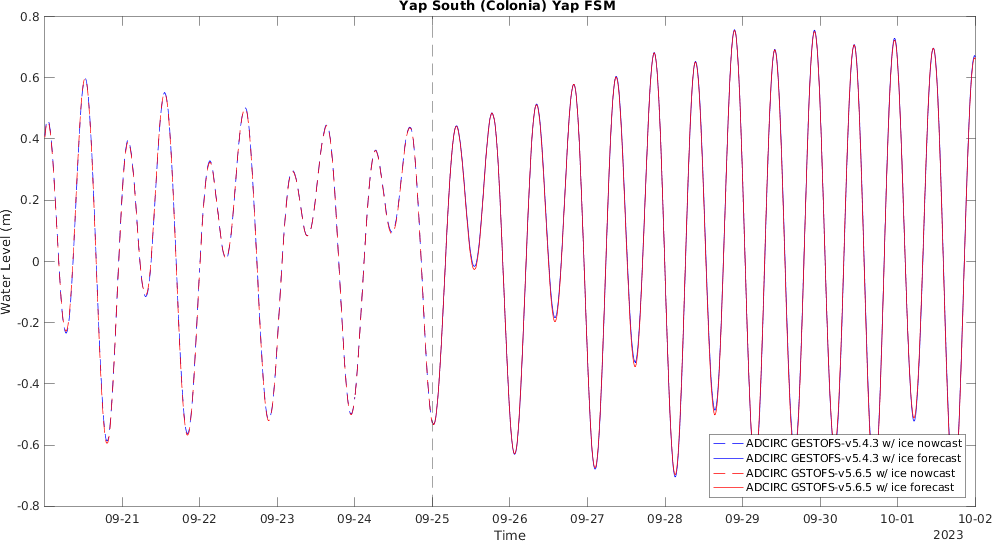 Yap South (Colonia) Yap FSM
0.8
0.6
0.4
0.2
0
-0.2
-0.4
-0.6
-0.8
Water Level (m)
ADCIRC GESTOFS-v5.4.3 w/ ice nowcast
ADCIRC GESTOFS-v5.4.3 w/ ice forecast
ADCIRC GSTOFS-v5.6.5 w/ ice nowcast
ADCIRC GSTOFS-v5.6.5 w/ ice forecast
09-21 09-22 09-23 09-24 09-25 09-26 09-27 09-28 09-29 09-30 10-01 10-02
Time
2023